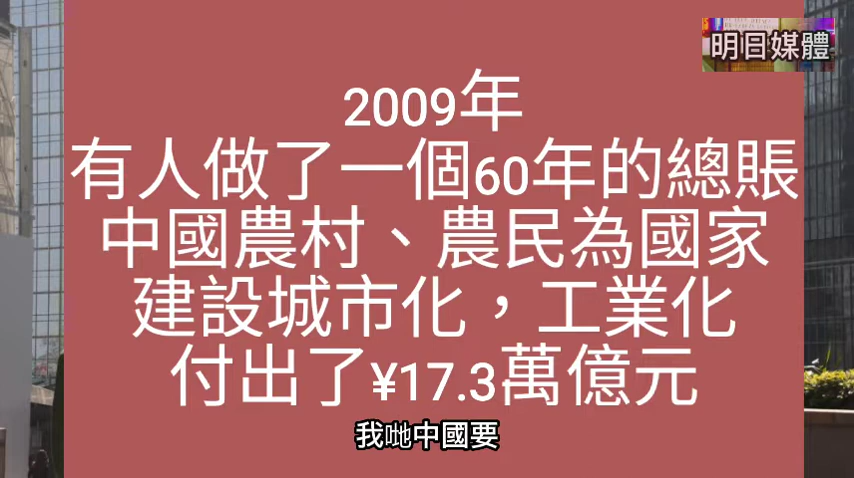 明日媒體
2009年
有人做了一個60年的總賬
中國農村、農民為國家
建設城市化，工業化
付出了¥17.3萬億元
我哋中國要